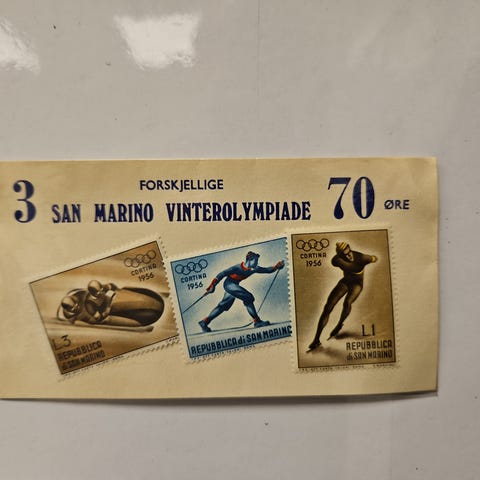 3 FORSKJELLIGE
SAN MARINO VINTEROLYMPIADE 70 ØRE
CORTINA
1956
L.3
REPUBBLICA
di SAN MARINO
CORTINA
1956
REPUBBLICA di SAN MARINO
CORTINA
1956
L.1
REPUBBLICA
di SAN MARINO